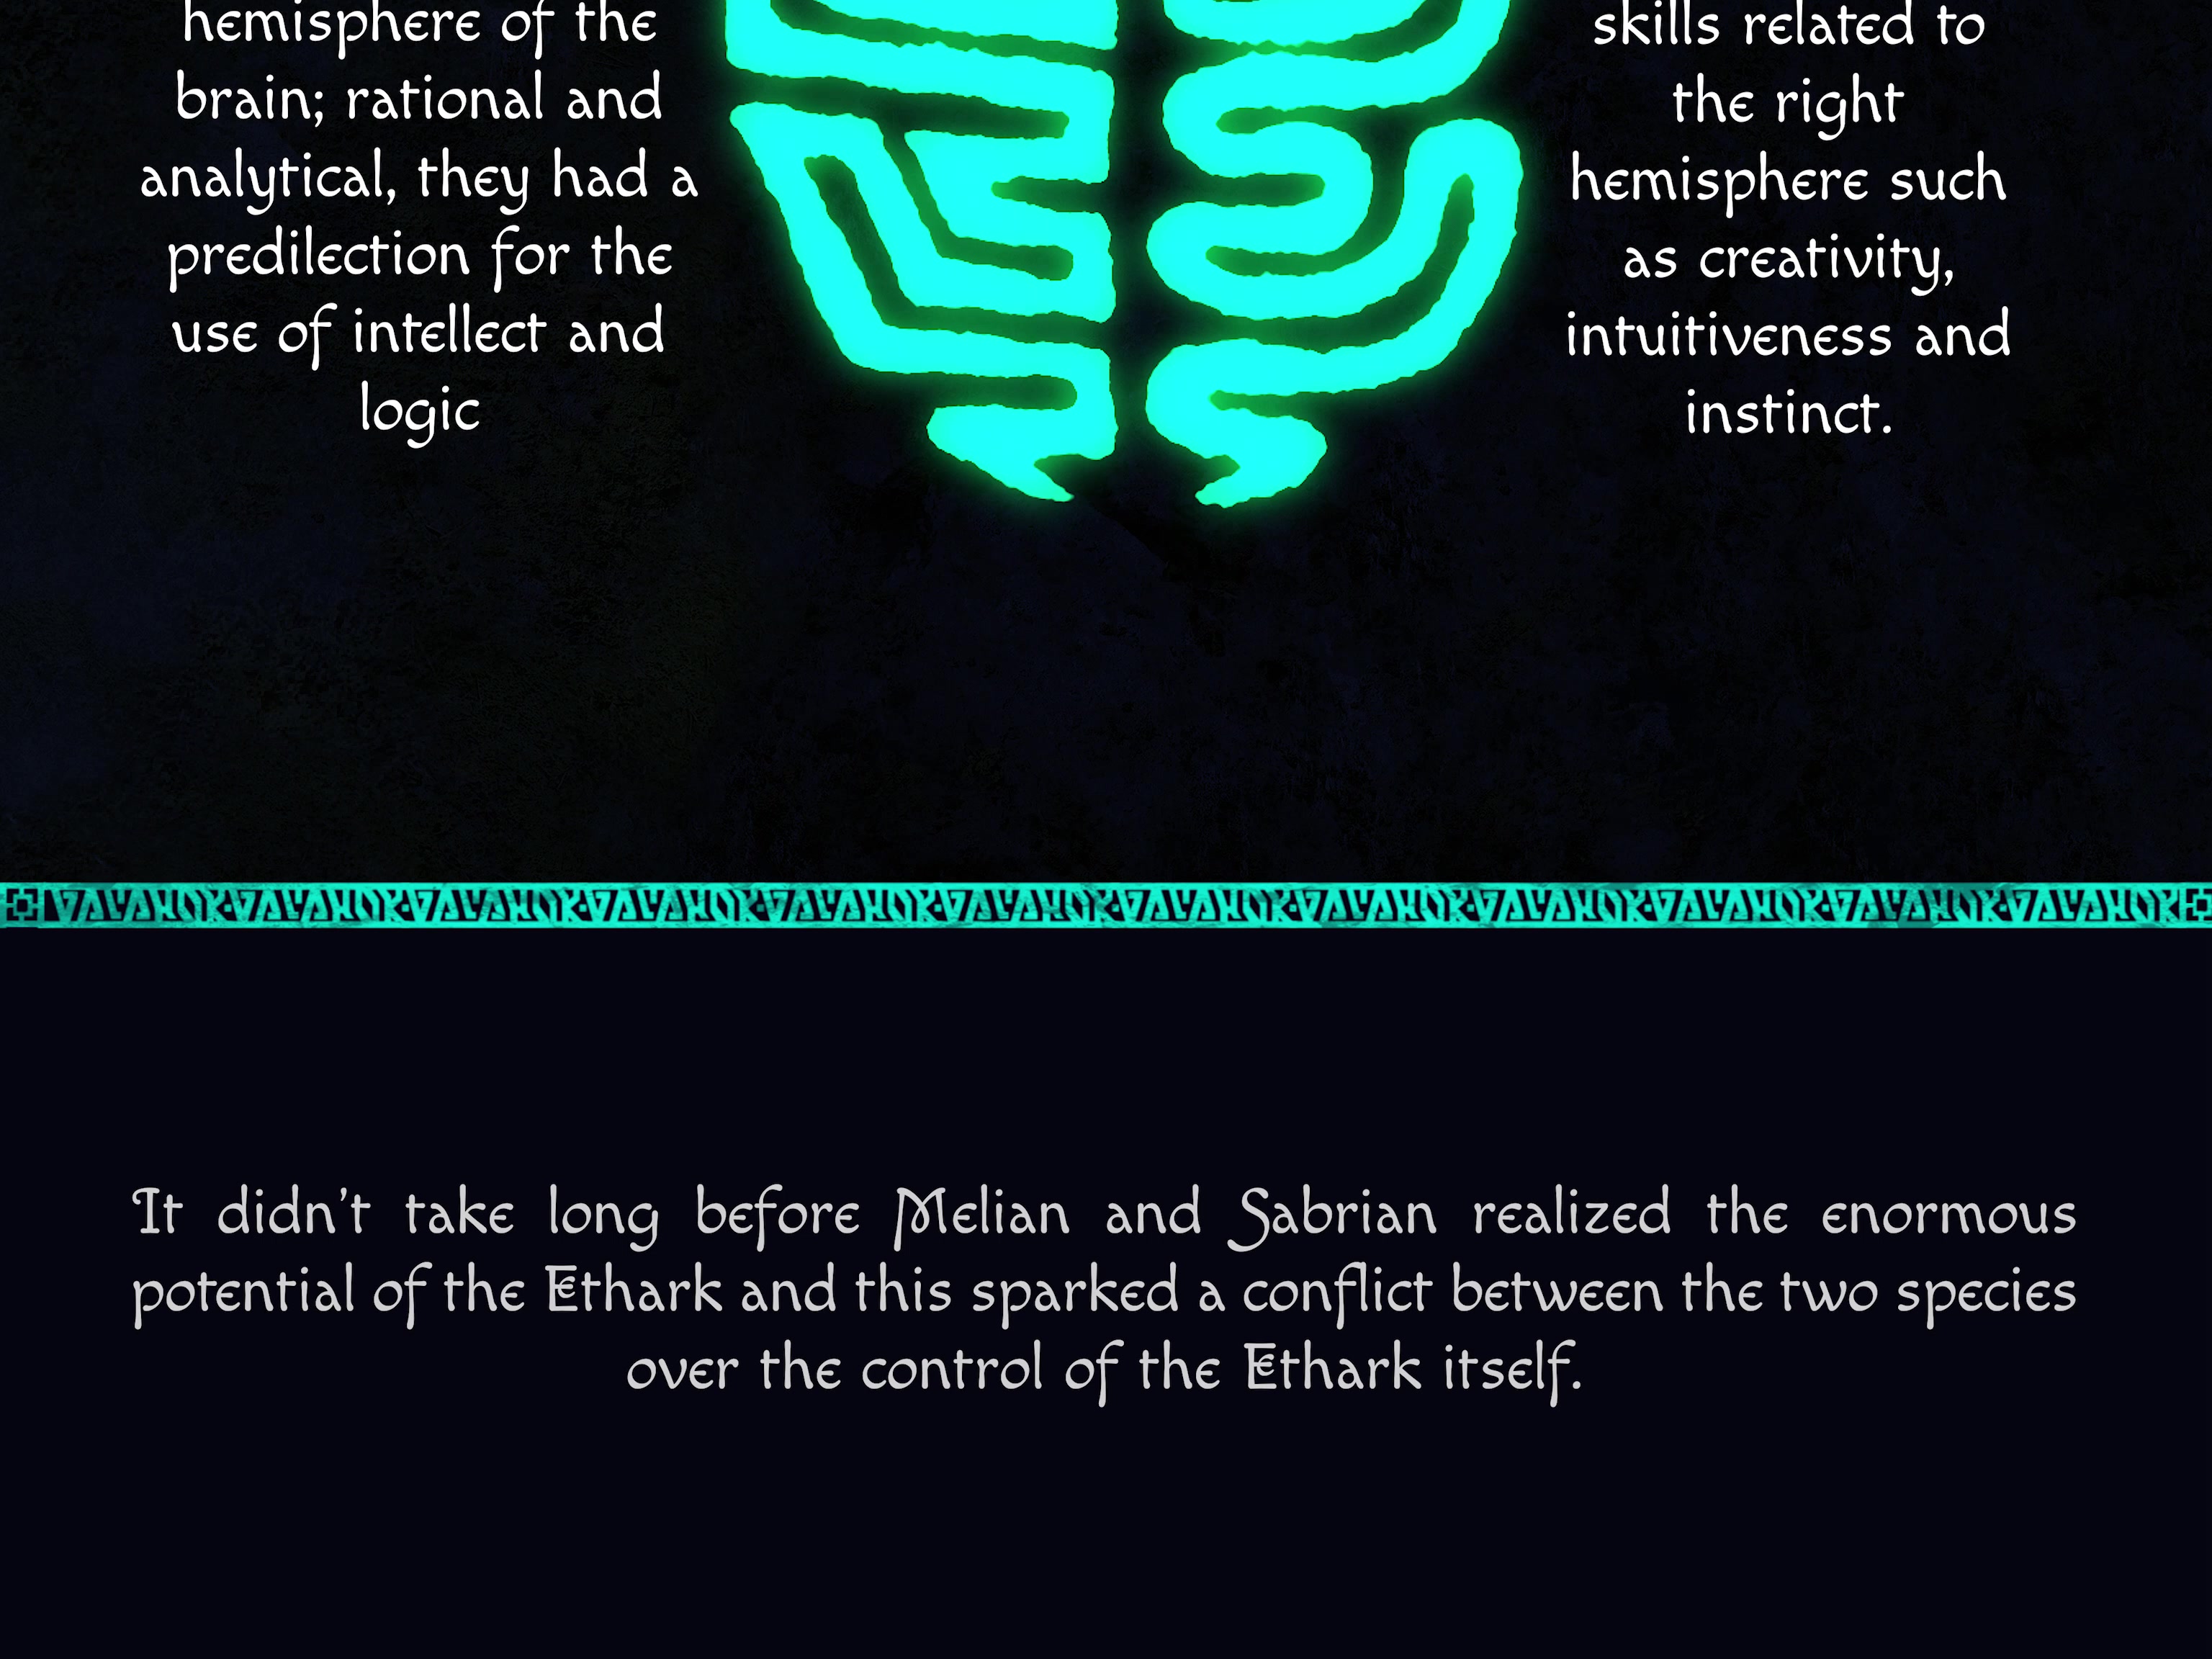 hemisphere of the
brain; rational and
analytical, they had a
predilection for the
use of intellect and
logic
skills related to
the right
hemisphere such
as creativity,
intuitiveness and
instinct.
It didn't take long before Melian and Sabrian realized the enormous
potential of the Ethark and this sparked a conflict between the two species
over the control of the Ethark itself.